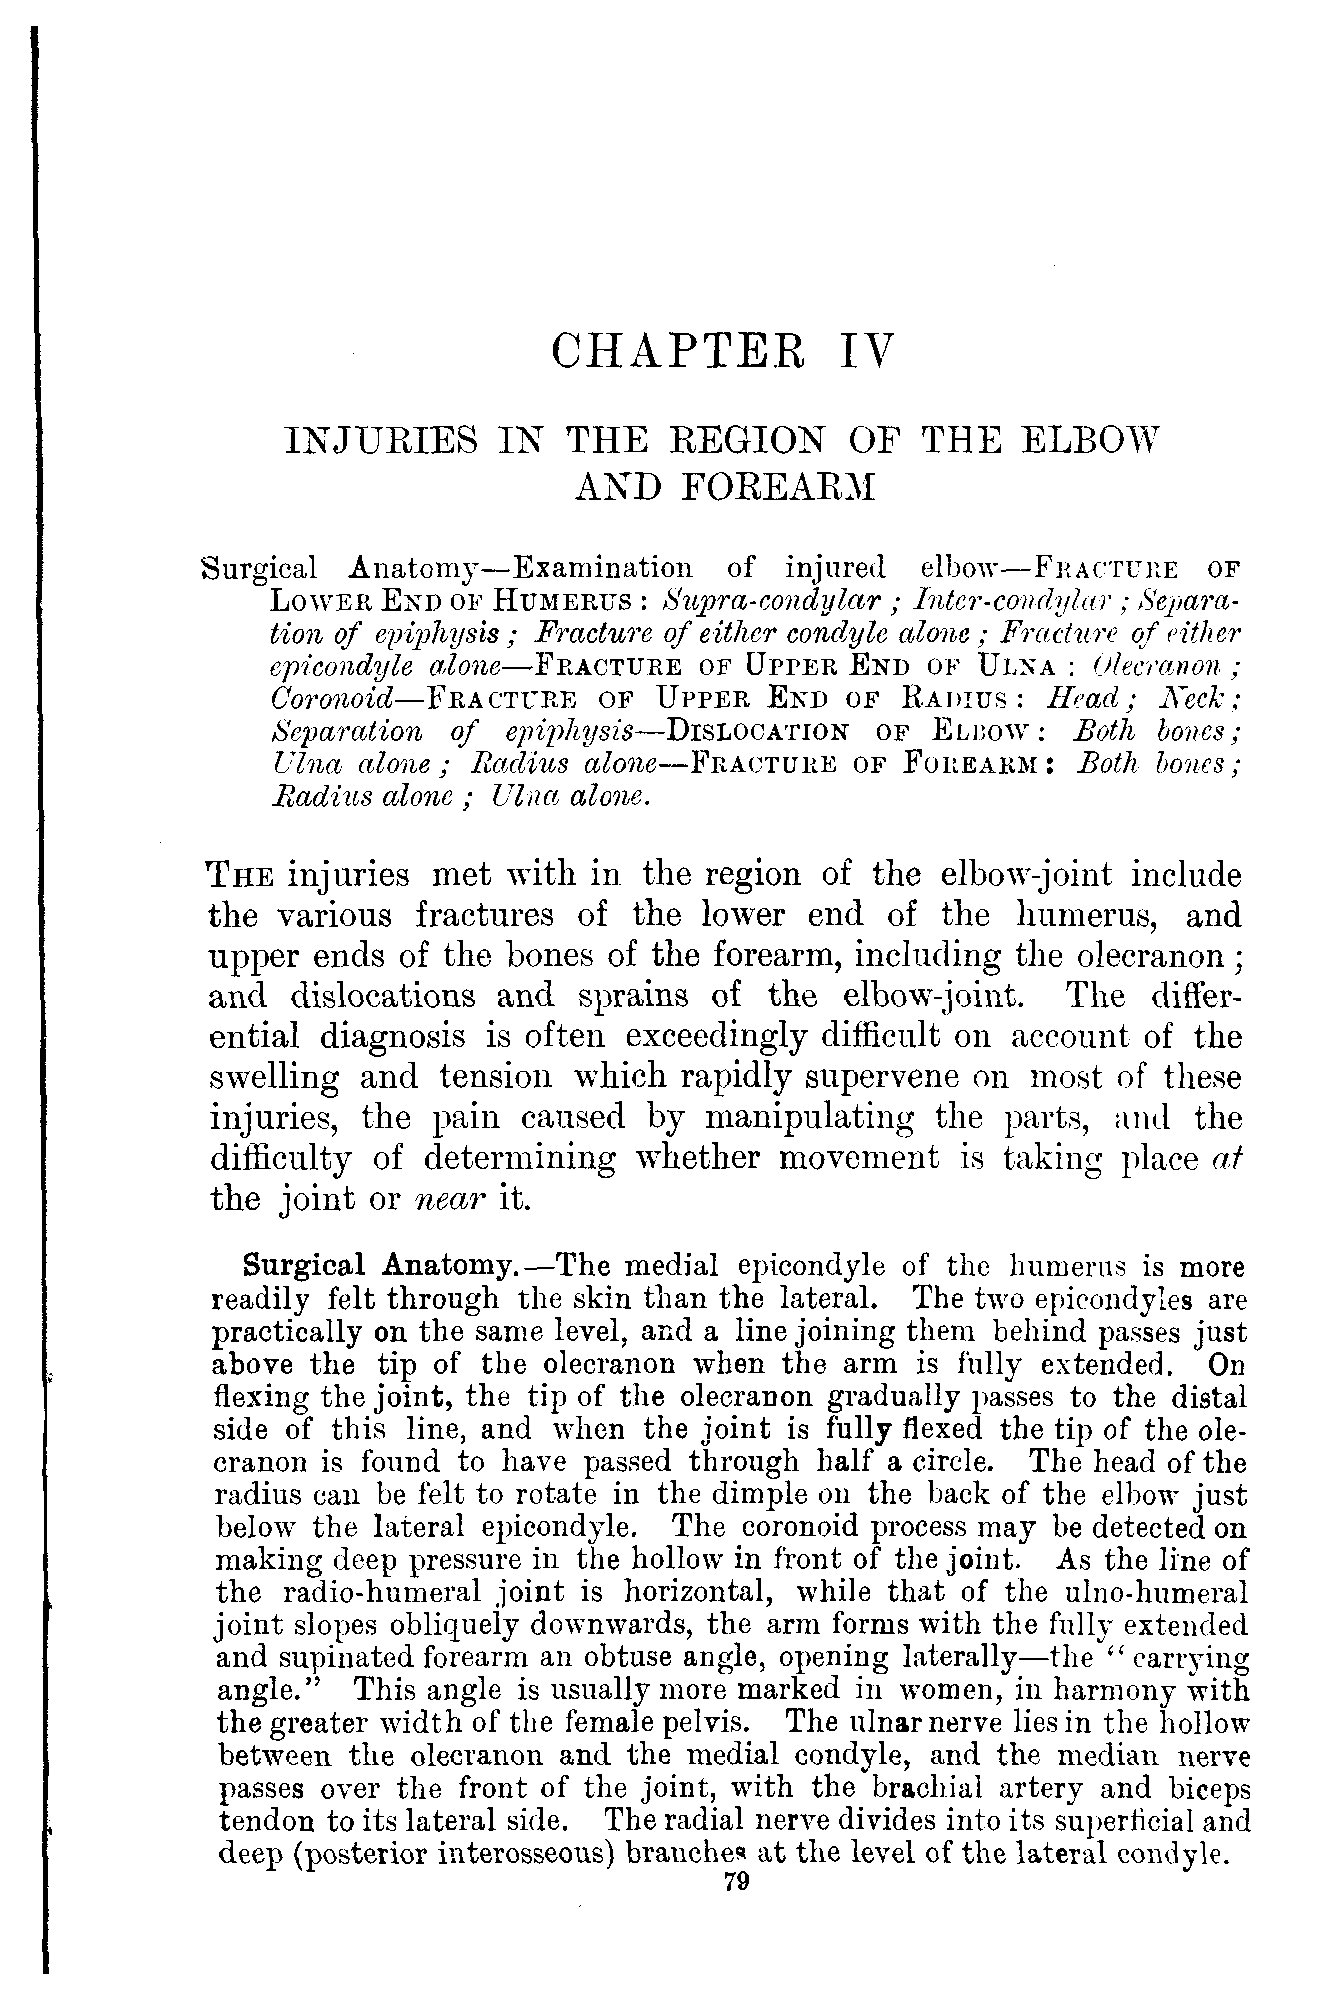 CHAPTER IV
INJURIES IN THE REGION OF THE ELBOW
AND FOREARM
Surgical Anatomy—Examination of injured elbow—FRACTURE OF
LOWER END OF HUMERUS : Supra-condylar ; Inter-condylar ; Separa-
tion of epiphysis ; Fracture of either condyle alone ; Fracture of either
epicondyle alone—FRACTURE OF UPPER END OF ULNA : Olecranon ;
Coronoid—FRACTURE OF UPPER END OF RADIUS : Head ; Neck ;
Separation of epiphysis—DISLOCATION OF ELBOW : Both bones ;
Ulna alone ; Radius alone—FRACTURE OF FOREARM : Both bones ;
Radius alone ; Ulna alone.
THE injuries met with in the region of the elbow-joint include
the various fractures of the lower end of the humerus, and
upper ends of the bones of the forearm, including the olecranon ;
and dislocations and sprains of the elbow-joint. The differ-
ential diagnosis is often exceedingly difficult on account of the
swelling and tension which rapidly supervene on most of these
injuries, the pain caused by manipulating the parts, and the
difficulty of determining whether movement is taking place at
the joint or near it.
Surgical Anatomy.—The medial epicondyle of the humerus is more
readily felt through the skin than the lateral. The two epicondyles are
practically on the same level, and a line joining them behind passes just
above the tip of the olecranon when the arm is fully extended. On
flexing the joint, the tip of the olecranon gradually passes to the distal
side of this line, and when the joint is fully flexed the tip of the ole-
cranon is found to have passed through half a circle. The head of the
radius can be felt to rotate in the dimple on the back of the elbow just
below the lateral epicondyle. The coronoid process may be detected on
making deep pressure in the hollow in front of the joint. As the line of
the radio-humeral joint is horizontal, while that of the ulno-humeral
joint slopes obliquely downwards, the arm forms with the fully extended
and supinated forearm an obtuse angle, opening laterally—the “ carrying
angle.” This angle is usually more marked in women, in harmony with
the greater width of the female pelvis. The ulnar nerve lies in the hollow
between the olecranon and the medial condyle, and the median nerve
passes over the front of the joint, with the brachial artery and biceps
tendon to its lateral side. The radial nerve divides into its superficial and
deep (posterior interosseous) branches at the level of the lateral condyle.
79